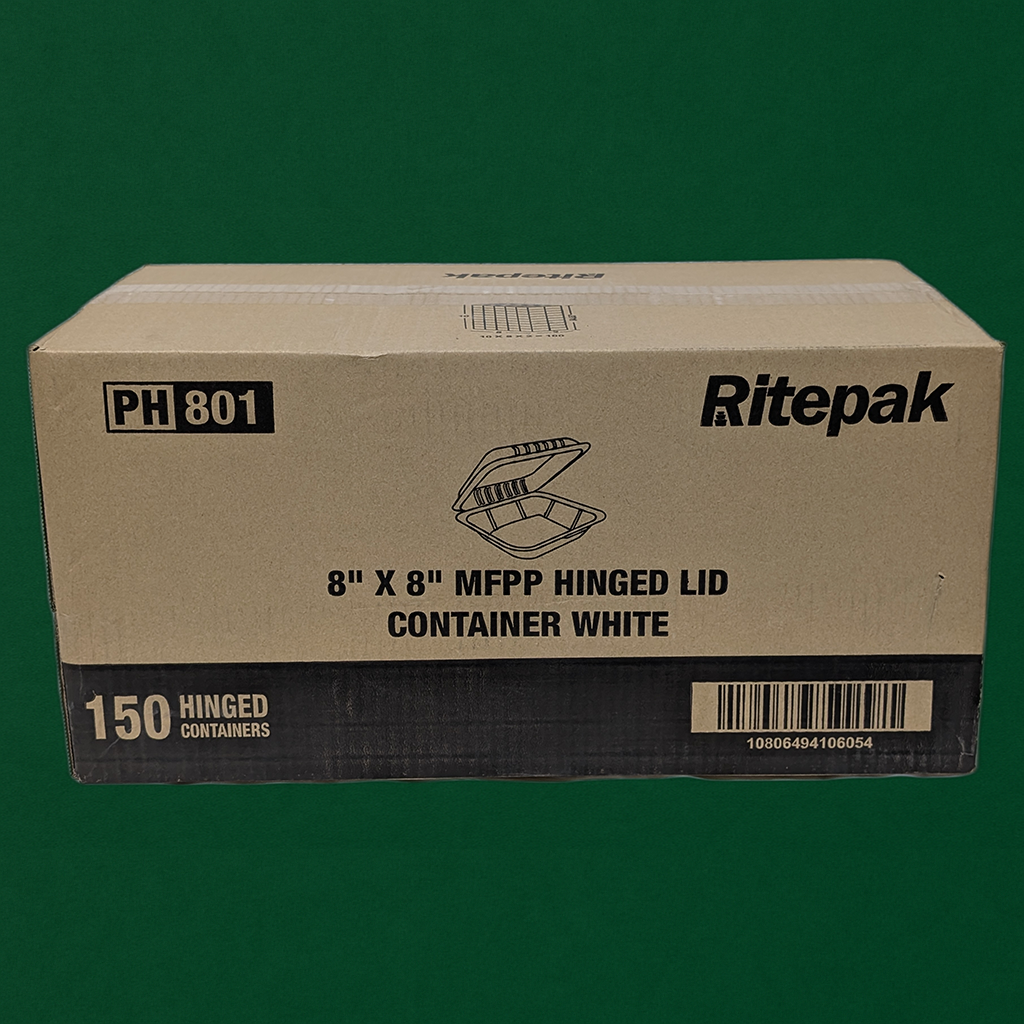 Ritepak
PH 801
Ritepak
8" X 8" MFPP HINGED LID
CONTAINER WHITE
150 HINGED
CONTAINERS
10806494106054